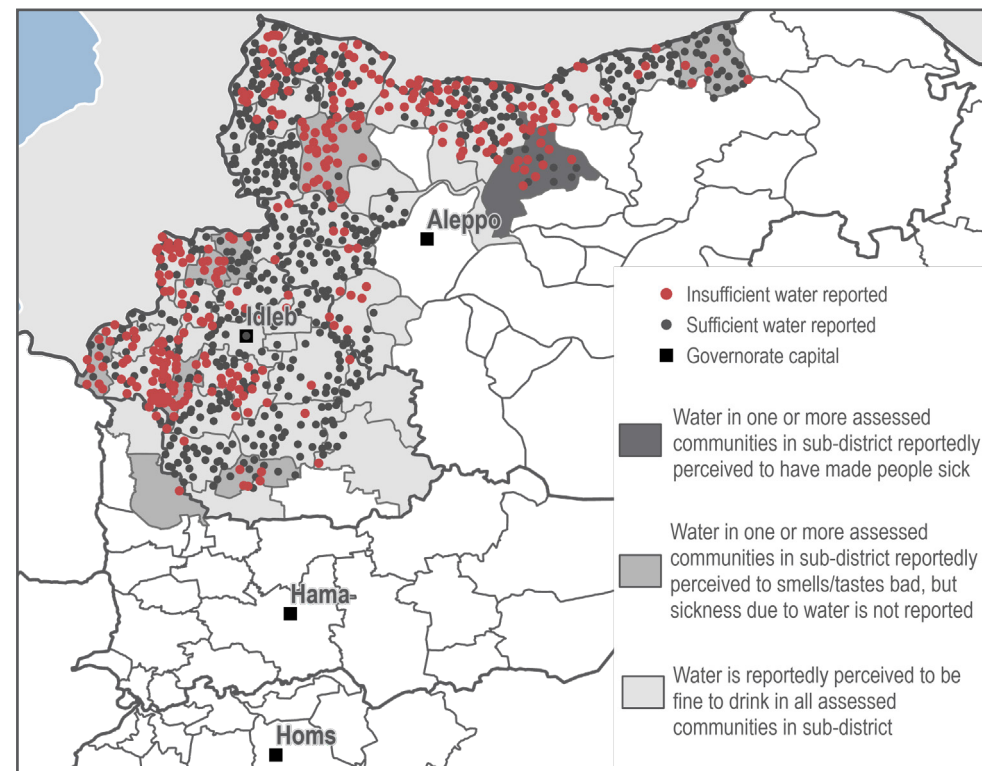 Aleppo
Idleb
Hama-
Homs
Insufficient water reported
Sufficient water reported
Governorate capital
Water in one or more assessed
communities in sub-district reportedly
perceived to have made people sick
Water in one or more assessed
communities in sub-district reportedly
perceived to smells/tastes bad, but
sickness due to water is not reported
Water is reportedly perceived to be
fine to drink in all assessed
communities in sub-district